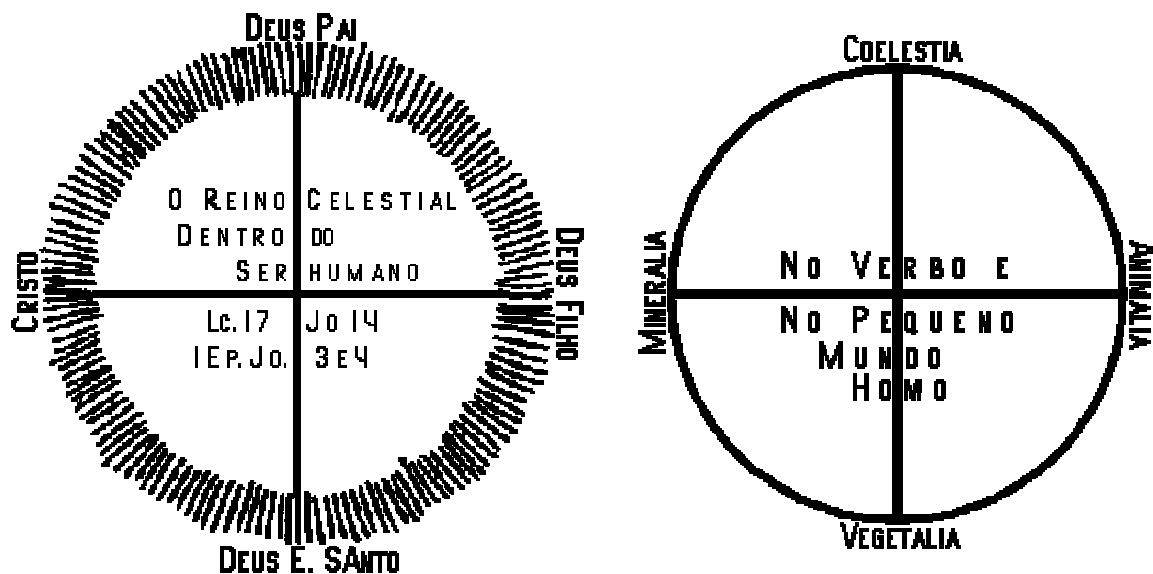 DEUS PAI
O REINO CELESTIAL
DENTRO DO
SER HUMANO
CRISTO
DEUS FILHO
LC. 17 JO 14
1 EP. JO. 3 E 4
DEUS E. SANTO
COELESTIA
MINERALIA
ANIMALIA
NO VERBO E
NO PEQUENO
MUNDO
HOMO
VEGETALIA